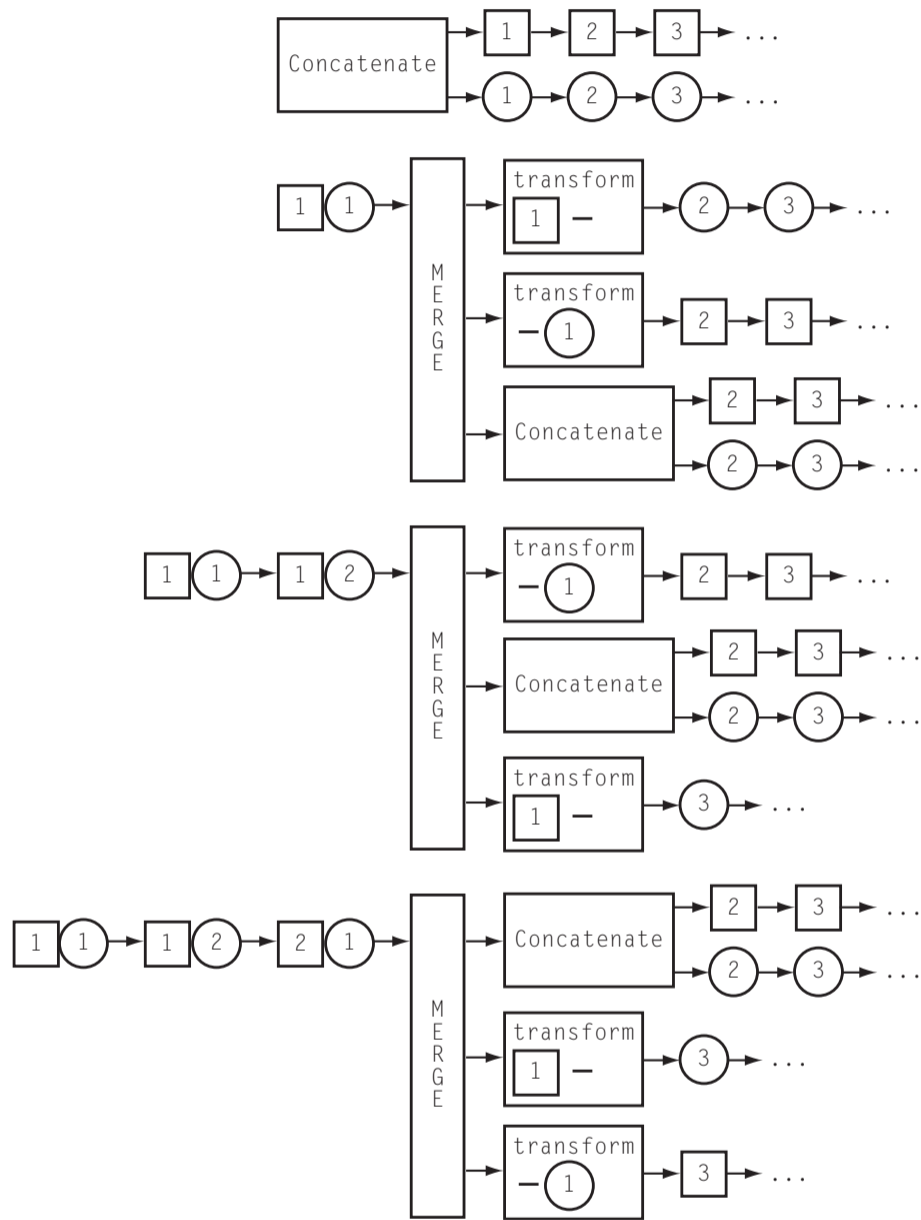 1 2 3 ...
Concatenate
1 2 3 ...
transform
1 1 1 — 2 3 ...
MERGE
transform
— 1 2 3 ...
2 3 ...
Concatenate
2 3 ...
transform
1 1 1 2 — 1 2 3 ...
MERGE
2 3 ...
Concatenate
2 3 ...
transform
1 — 3 ...
2 3 ...
1 1 1 2 2 1 Concatenate
2 3 ...
MERGE
transform
1 — 3 ...
transform
— 1 3 ...